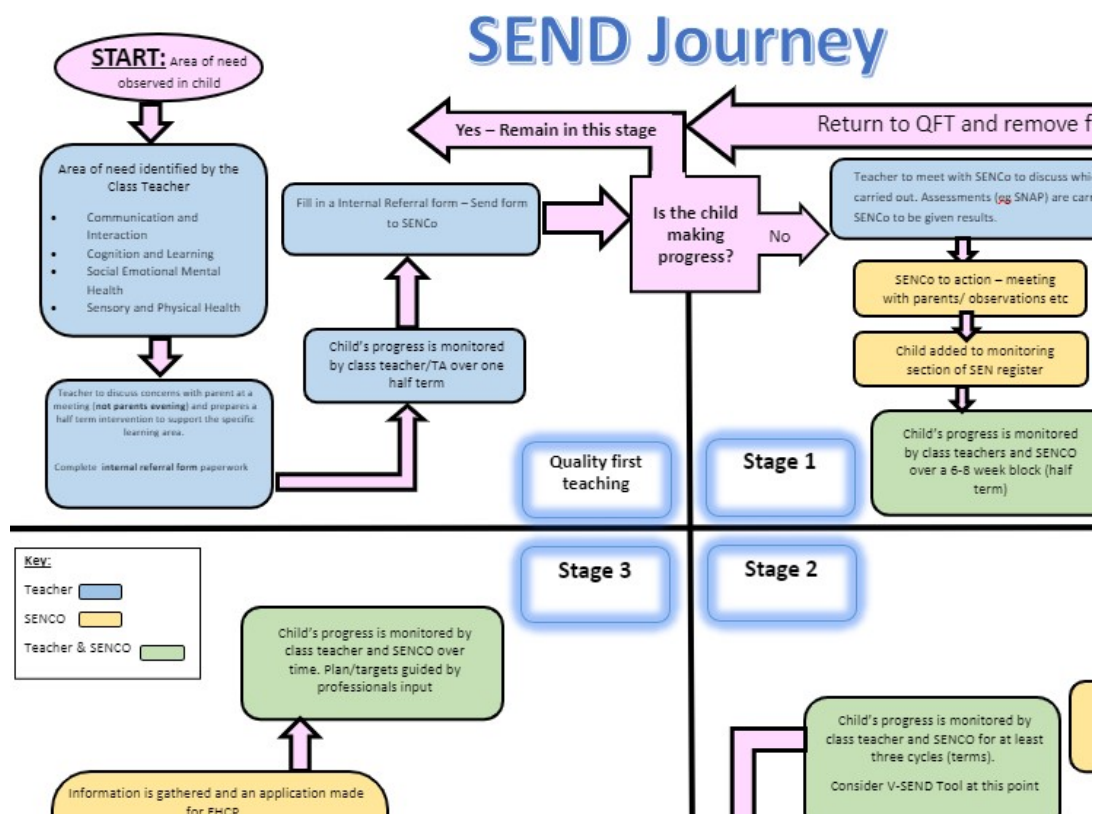 SEND Journey
START: Area of need
observed in child
Area of need identified by the
Class Teacher
• Communication and
Interaction
• Cognition and Learning
• Social Emotional Mental
Health
• Sensory and Physical Health
Teacher to discuss concerns with parent at a
meeting (not parents evening) and prepares a
half term intervention to support the specific
learning area.
Complete internal referral form paperwork
Child's progress is monitored
by class teacher/TA over one
half term
Fill in a Internal Referral form – Send form
to SENCo
Yes – Remain in this stage
Is the child
making
progress?
No
Return to QFT and remove f
Teacher to meet with SENCo to discuss whi
carried out. Assessments (eg SNAP) are car
SENCo to be given results.
SENCo to action – meeting
with parents/ observations etc
Child added to monitoring
section of SEN register
Child's progress is monitored
by class teachers and SENCO
over a 6-8 week block (half
term)
Quality first
teaching
Stage 1
Stage 3
Stage 2
Key:
Teacher
SENCO
Teacher & SENCO
Child's progress is monitored by
class teacher and SENCO over
time. Plan/targets guided by
professionals input
Information is gathered and an application made
for EHCP
Child's progress is monitored by
class teacher and SENCO for at least
three cycles (terms).
Consider V-SEND Tool at this point